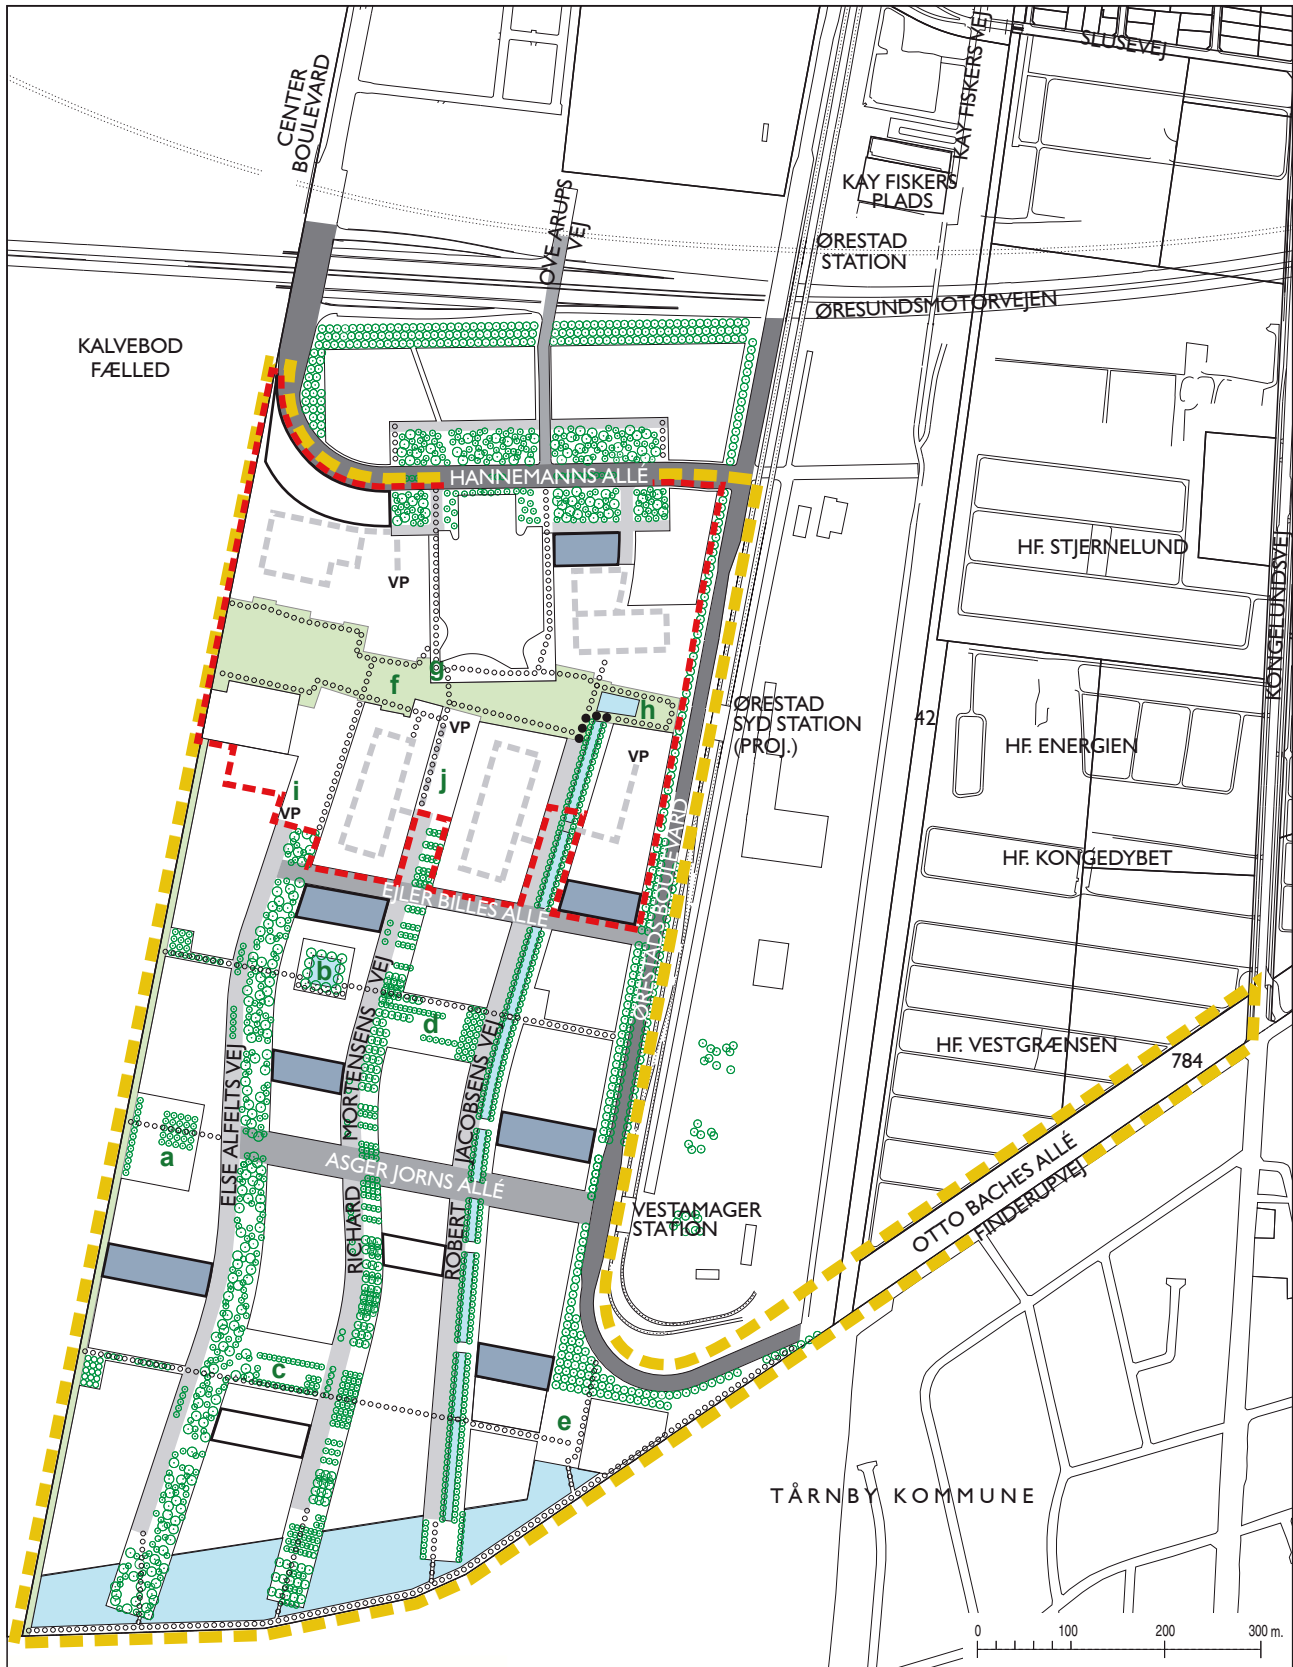 SLUSEVEJ
KAY FISKERS VEJ
CENTER
BOULEVARD
KAY FISKERS
PLADS
OVE ARUPS
VEJ
ØRESTAD
STATION
ØRESUNDSMOTORVEJEN
KALVEBOD
FÆLLED
HANNEMANNS ALLÉ
HF. STJERNELUND
KONGELUNDSVEJ
VP
g
f
h
ØRESTAD
SYD STATION
(PROJ.)
42
VP
VP
HF. ENERGIEN
i
j
VP
ØRESTADS BOULEVARD
HF. KONGEDYBET
EJLER BILLES ALLÉ
b
d
HF. VESTGRÆNSEN
784
ELSE ALFELTS VEJ
RICHARD MORTENSENS VEJ
ROBERT JACOBSENS VEJ
a
ASGER JORNS ALLÉ
VESTAMAGER
STATION
OTTO BACHES ALLÉ
FINDERUPVEJ
c
e
TÅRNBY KOMMUNE
0 100 200 300 m.